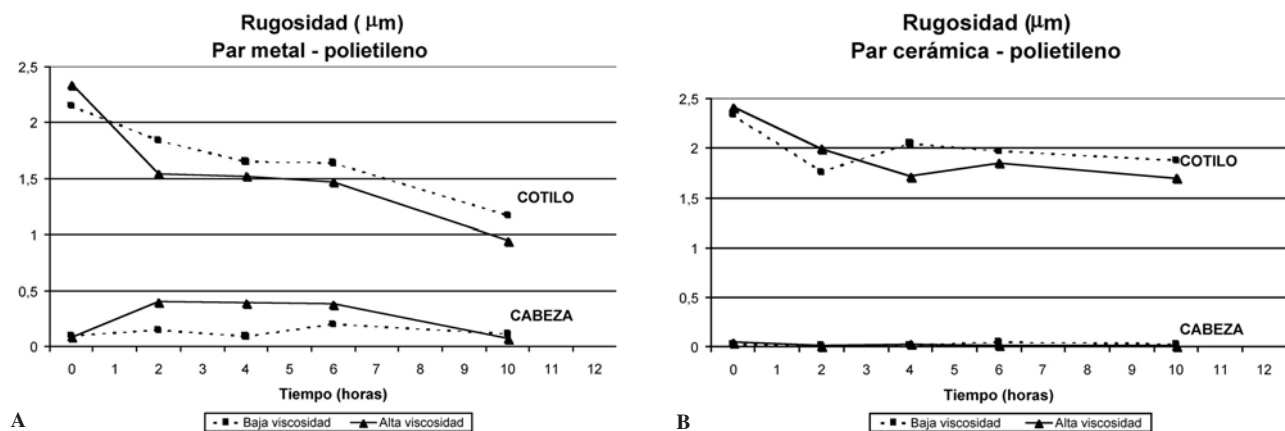 Rugosidad ( μm)
Par metal - polietileno
2,5
2
1,5
1
0,5
0
COTILO
CABEZA
0 1 2 3 4 5 6 7 8 9 10 11 12
Tiempo (horas)
Baja viscosidad Alta viscosidad
A
Rugosidad (μm)
Par cerámica - polietileno
2,5
2
1,5
1
0,5
0
COTILO
CABEZA
0 1 2 3 4 5 6 7 8 9 10 11 12
Tiempo (horas)
Baja viscosidad Alta viscosidad
B